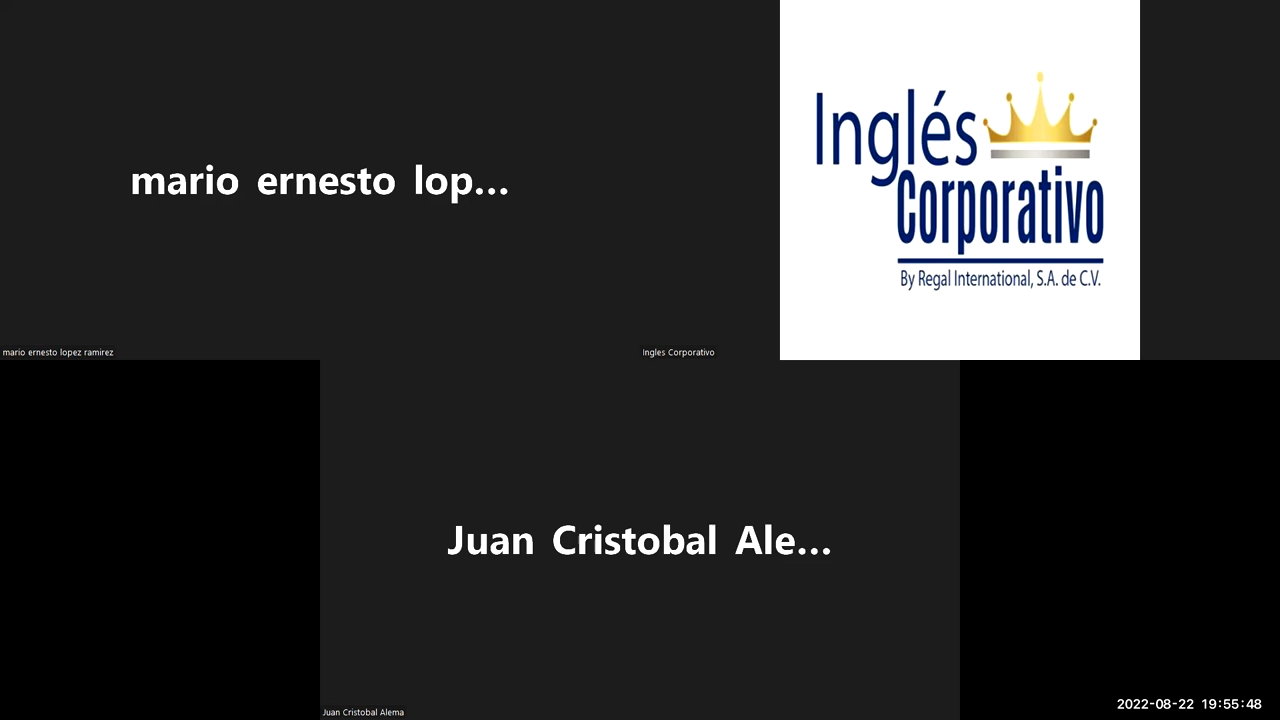 mario ernesto lop...
mario ernesto lopez ramirez
Inglés
Corporativo
By Regal International, S.A. de C.V.
Ingles Corporativo
Juan Cristobal Ale...
Juan Cristobal Alema
2022-08-22 19:55:48